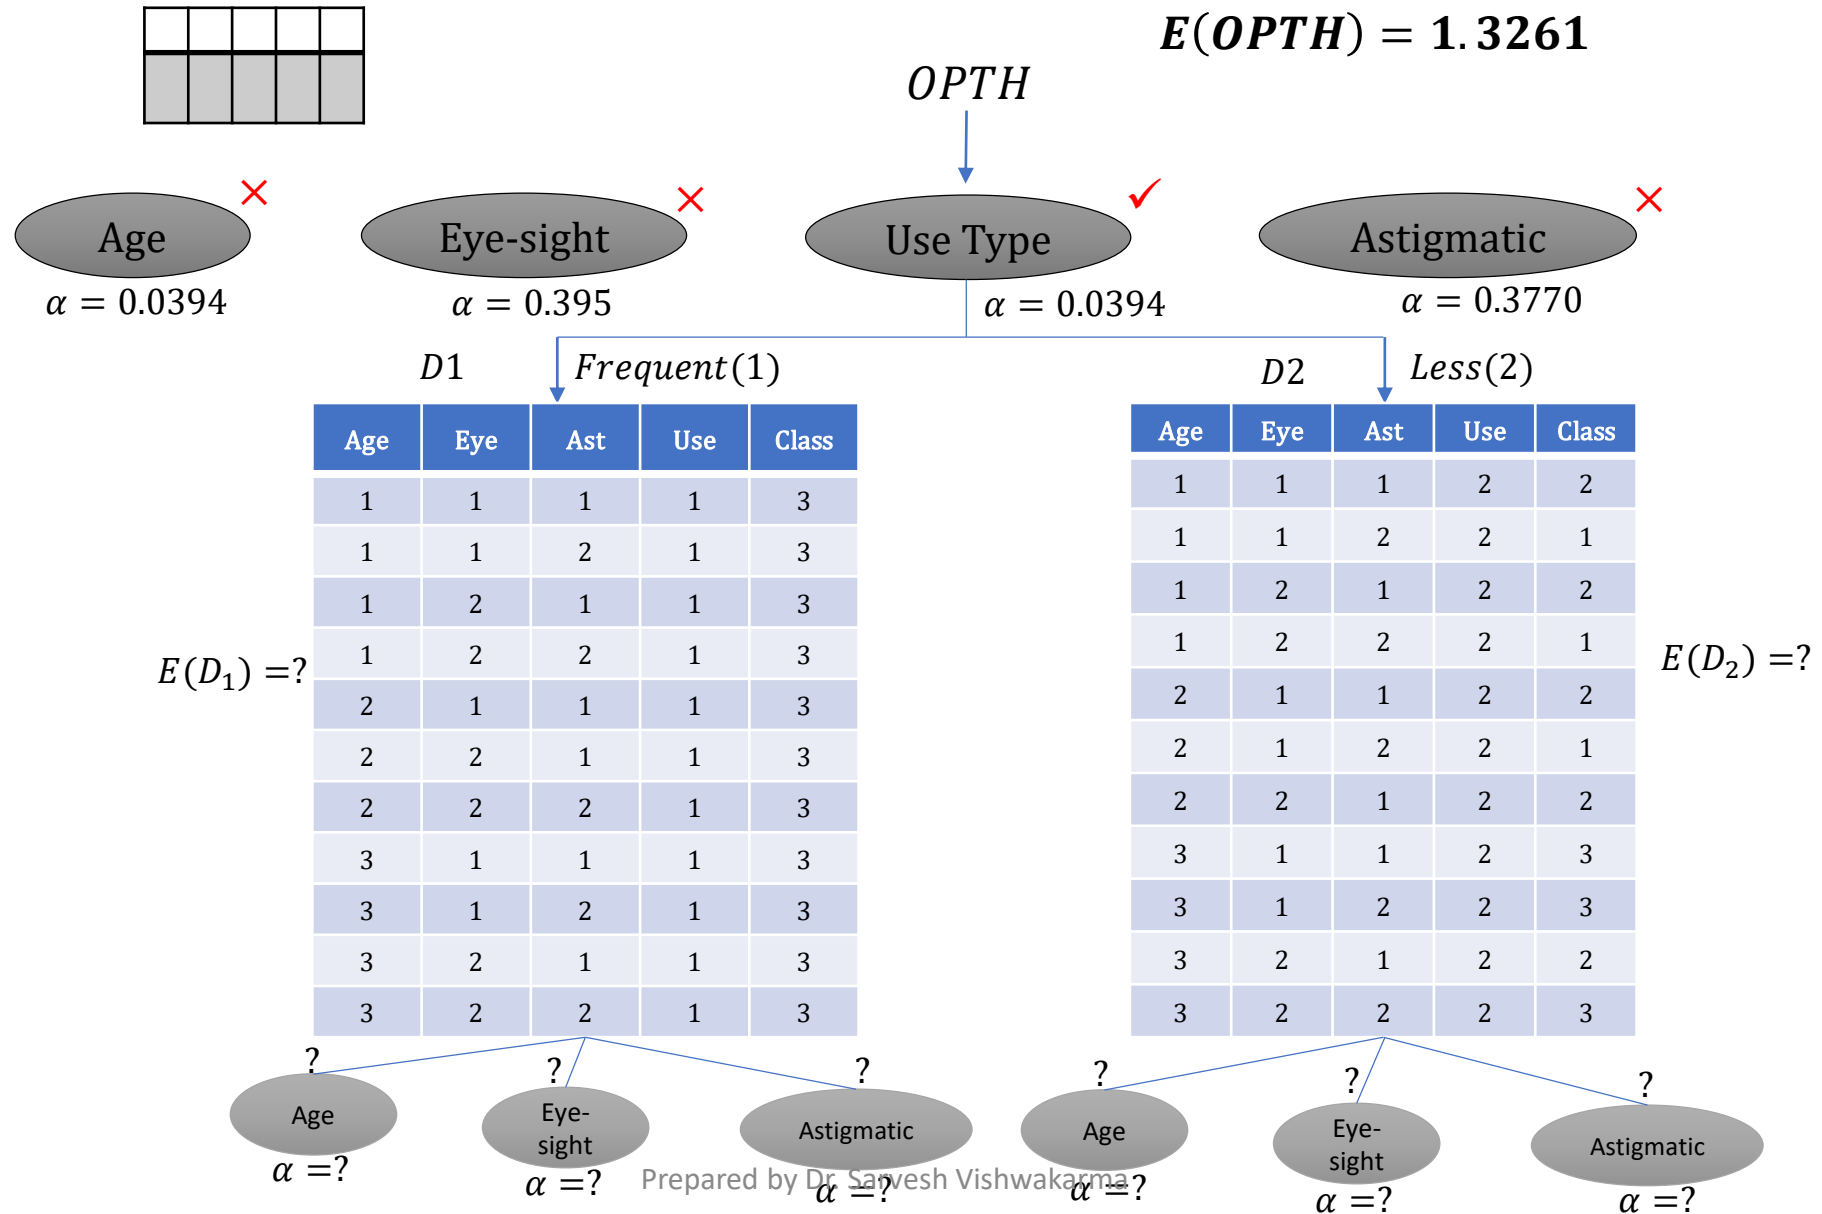 E(OPTH) = 1.3261
OPTH
Age
Eye-sight
Use Type
Astigmatic
α = 0.0394
α = 0.395
α = 0.0394
α = 0.3770
D1
Frequent(1)
D2
Less(2)
Age Eye Ast Use Class
1 1 1 1 3
1 1 2 1 3
1 2 1 1 3
1 2 2 1 3
2 1 1 1 3
2 2 1 1 3
2 2 2 1 3
3 1 1 1 3
3 1 2 1 3
3 2 1 1 3
3 2 2 1 3
E(D₁) =?
Age Eye Ast Use Class
1 1 1 2 2
1 1 2 2 1
1 2 1 2 2
1 2 2 2 1
2 1 1 2 2
2 1 2 2 1
2 2 1 2 2
3 1 1 2 3
3 1 2 2 3
3 2 1 2 2
3 2 2 2 3
E(D₂) =?
? ? ? ? ? ?
Age
Eye-
sight
Astigmatic
Age
Eye-
sight
Astigmatic
α =?
α =?
α =?
α =?
α =?
α =?
Prepared by Dr. Sarvesh Vishwakarma